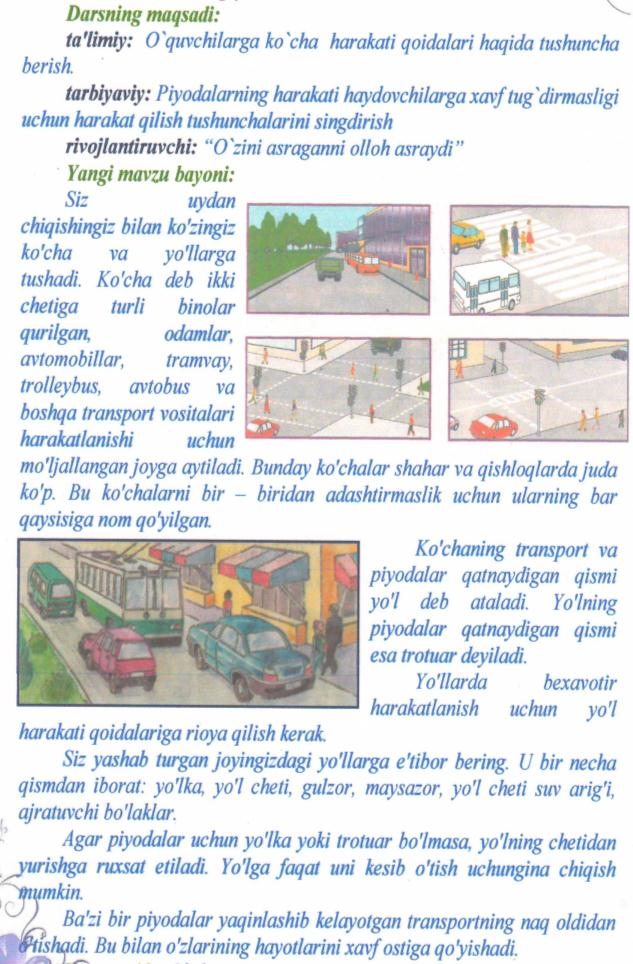 Darsning maqsadi:
ta'limiy: O`quvchilarga ko`cha harakati qoidalari haqida tushuncha
berish.
tarbiyaviy: Piyodalarning harakati haydovchilarga xavf tug`dirmasligi
uchun harakat qilish tushunchalarini singdirish
rivojlantiruvchi: “O`zini asraganni olloh asraydi”
Yangi mavzu bayoni:
Siz uydan
chiqishingiz bilan ko'zingiz
ko'cha va yo'llarga
tushadi. Ko'cha deb ikki
chetiga turli binolar
qurilgan, odamlar,
avtomobillar, tramvay,
trolleybus, avtobus va
boshqa transport vositalari
harakatlanishi uchun
mo'ljallangan joyga aytiladi. Bunday ko'chalar shahar va qishloqlarda juda
ko'p. Bu ko'chalarni bir – biridan adashtirmaslik uchun ularning bar
qaysisiga nom qo'yilgan.
Ko'chaning transport va
piyodalar qatnaydigan qismi
yo'l deb ataladi. Yo'lning
piyodalar qatnaydigan qismi
esa trotuar deyiladi.
Yo'llarda bexavotir
harakatlanish uchun yo'l
harakati qoidalariga rioya qilish kerak.
Siz yashab turgan joyingizdagi yo'llarga e'tibor bering. U bir necha
qismdan iborat: yo'lka, yo'l cheti, gulzor, maysazor, yo'l cheti suv arig'i,
ajratuvchi bo'laklar.
Agar piyodalar uchun yo'lka yoki trotuar bo'lmasa, yo'lning chetidan
yurishga ruxsat etiladi. Yo'lga faqat uni kesib o'tish uchungina chiqish
mumkin.
Ba'zi bir piyodalar yaqinlashib kelayotgan transportning naq oldidan
o'tishadi. Bu bilan o'zlarining hayotlarini xavf ostiga qo'yishadi.